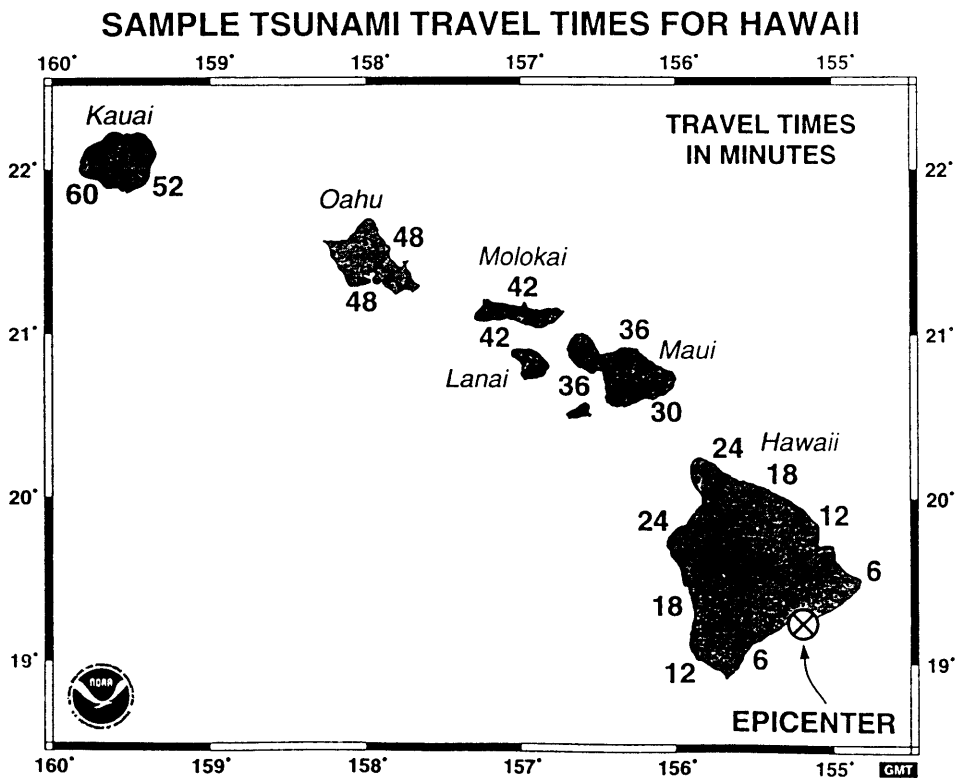 SAMPLE TSUNAMI TRAVEL TIMES FOR HAWAII
160° 159° 158° 157° 156° 155°
Kauai
TRAVEL TIMES
IN MINUTES
22° 22°
60 52
Oahu
48
Molokai
48 42
21° 21°
42 36
Maui
Lanai
36
30
24 Hawaii
18
20° 20°
24 12
6
18
19° 19°
12 6
NOAA
EPICENTER
160° 159° 158° 157° 156° 155°
GMT